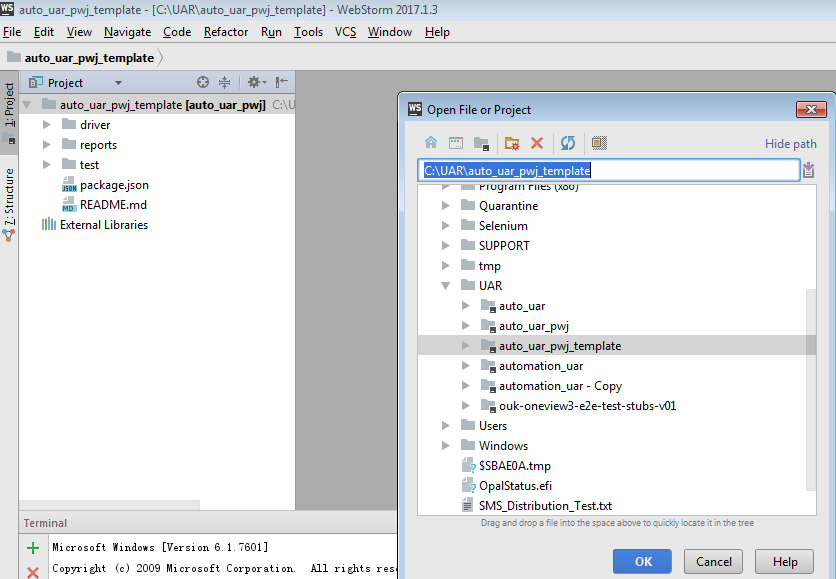 WS auto_uar_pwj_template - [C:\UAR\auto_uar_pwj_template] - WebStorm 2017.1.3
File Edit View Navigate Code Refactor Run Tools VCS Window Help
auto_uar_pwj_template
1: Project
7: Structure
Project
auto_uar_pwj_template [auto_uar_pwj] C:\U
driver
reports
test
JSON package.json
MD README.md
External Libraries
Terminal
Microsoft Windows [Version 6.1.7601]
Copyright (c) 2009 Microsoft Corporation. All rights res
WS Open File or Project
Hide path
C:\UAR\auto_uar_pwj_template
Program Files (x86)
Quarantine
Selenium
SUPPORT
tmp
UAR
auto_uar
auto_uar_pwj
auto_uar_pwj_template
automation_uar
automation_uar - Copy
ouk-oneview3-e2e-test-stubs-v01
Users
Windows
$SBAE0A.tmp
OpalStatus.efi
SMS_Distribution_Test.txt
Drag and drop a file into the space above to quickly locate it in the tree
OK Cancel Help